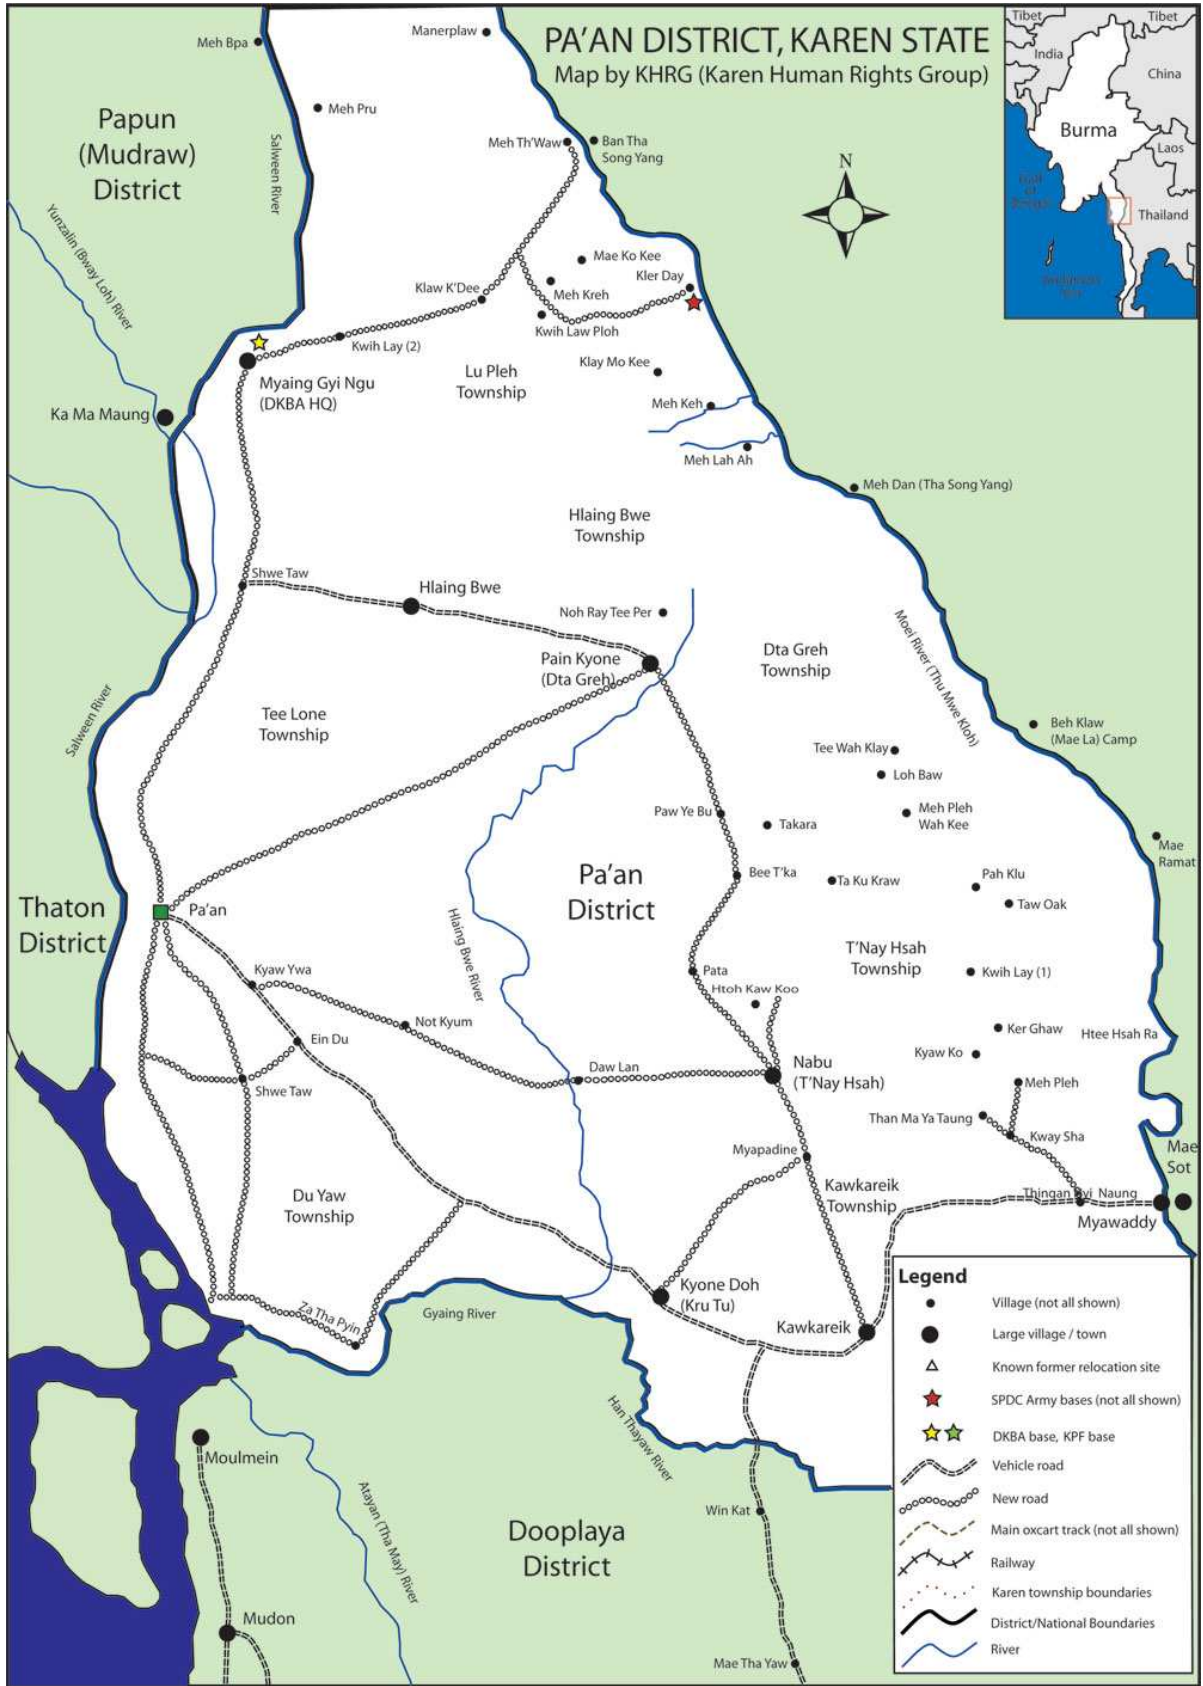 PA'AN DISTRICT, KAREN STATE
Map by KHRG (Karen Human Rights Group)
Tibet
Tibet
India
China
Burma
Laos
Thailand
N
Meh Bpa
Manerplaw
Meh Pru
Papun
(Mudraw)
District
Salween River
Meh Th'Waw
Ban Tha
Song Yang
Yunzalin (Bway Loh) River
Mae Ko Kee
Kler Day
Klaw K'Dee
Meh Kreh
Kwih Law Ploh
Kwih Lay (2)
Klay Mo Kee
Lu Pleh
Township
Myaing Gyi Ngu
(DKBA HQ)
Ka Ma Maung
Meh Keh
Meh Lah Ah
Meh Dan (Tha Song Yang)
Hlaing Bwe
Township
Shwe Taw
Hlaing Bwe
Noh Ray Tee Per
Moei River (Thu Mwe Kloh)
Pain Kyone
(Dta Greh)
Dta Greh
Township
Salween River
Tee Lone
Township
Beh Klaw
(Mae La) Camp
Tee Wah Klay
Loh Baw
Paw Ye Bu
Takara
Meh Pleh
Wah Kee
Mae
Ramat
Pa'an
District
Bee T'ka
Ta Ku Kraw
Pah Klu
Taw Oak
Thaton
District
Pa'an
Hlaing Bwe River
T'Nay Hsah
Township
Kyaw Ywa
Pata
Kwih Lay (1)
Htoh Kaw Koo
Not Kyum
Ker Ghaw
Htee Hsah Ra
Ein Du
Kyaw Ko
Daw Lan
Nabu
(T'Nay Hsah)
Shwe Taw
Meh Pleh
Than Ma Ya Taung
Kway Sha
Myapadine
Mae
Sot
Du Yaw
Township
Kawkareik
Township
Thingan Gyi Naung
Myawaddy
Kyone Doh
(Kru Tu)
Za Tha Pyin
Gyaing River
Kawkareik
Han Thayaw River
Moulmein
Atayan (Tha May) River
Win Kat
Dooplaya
District
Mudon
Mae Tha Yaw
Legend
Village (not all shown)
Large village / town
Known former relocation site
SPDC Army bases (not all shown)
DKBA base, KPF base
Vehicle road
New road
Main oxcart track (not all shown)
Railway
Karen township boundaries
District/National Boundaries
River